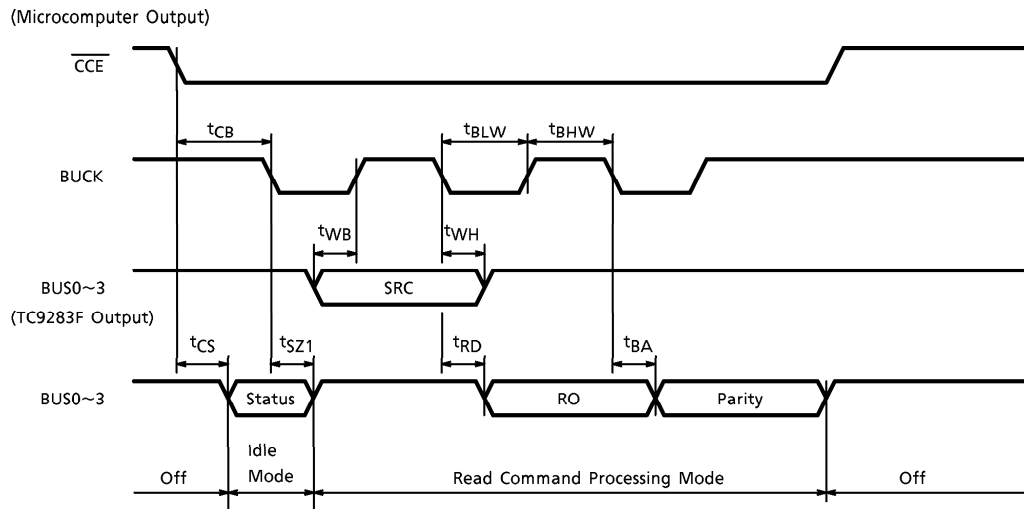 (Microcomputer Output)
CCE
tCB
tBLW
tBHW
BUCK
tWB
tWH
BUS0~3
SRC
(TC9283F Output)
tCS
tSZ1
tRD
tBA
BUS0~3
Status
RO
Parity
Idle
Mode
Off
Read Command Processing Mode
Off